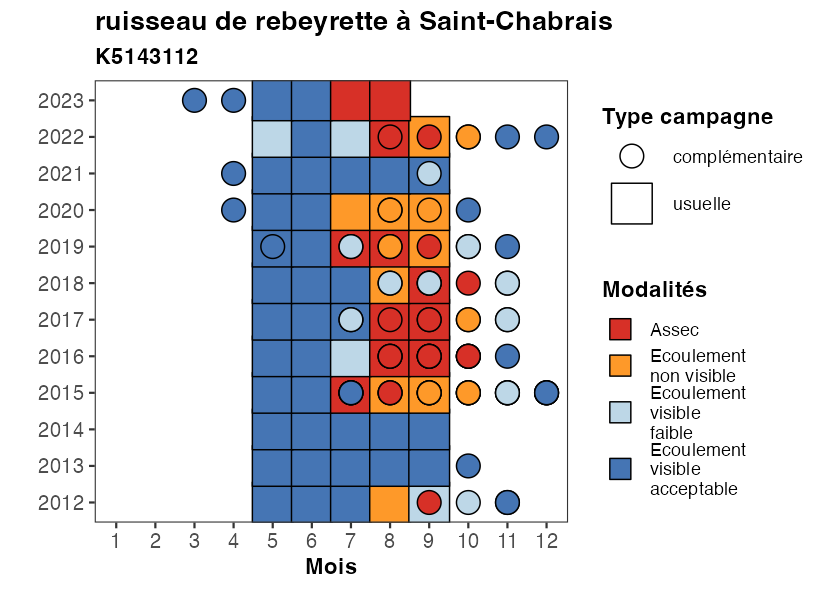 ruisseau de rebeyrette à Saint-Chabrais
K5143112
2023
2022
2021
2020
2019
2018
2017
2016
2015
2014
2013
2012
1 2 3 4 5 6 7 8 9 10 11 12
Mois
Type campagne
complémentaire
usuelle
Modalités
Assec
Ecoulement
non visible
Ecoulement
visible
faible
Ecoulement
visible
acceptable